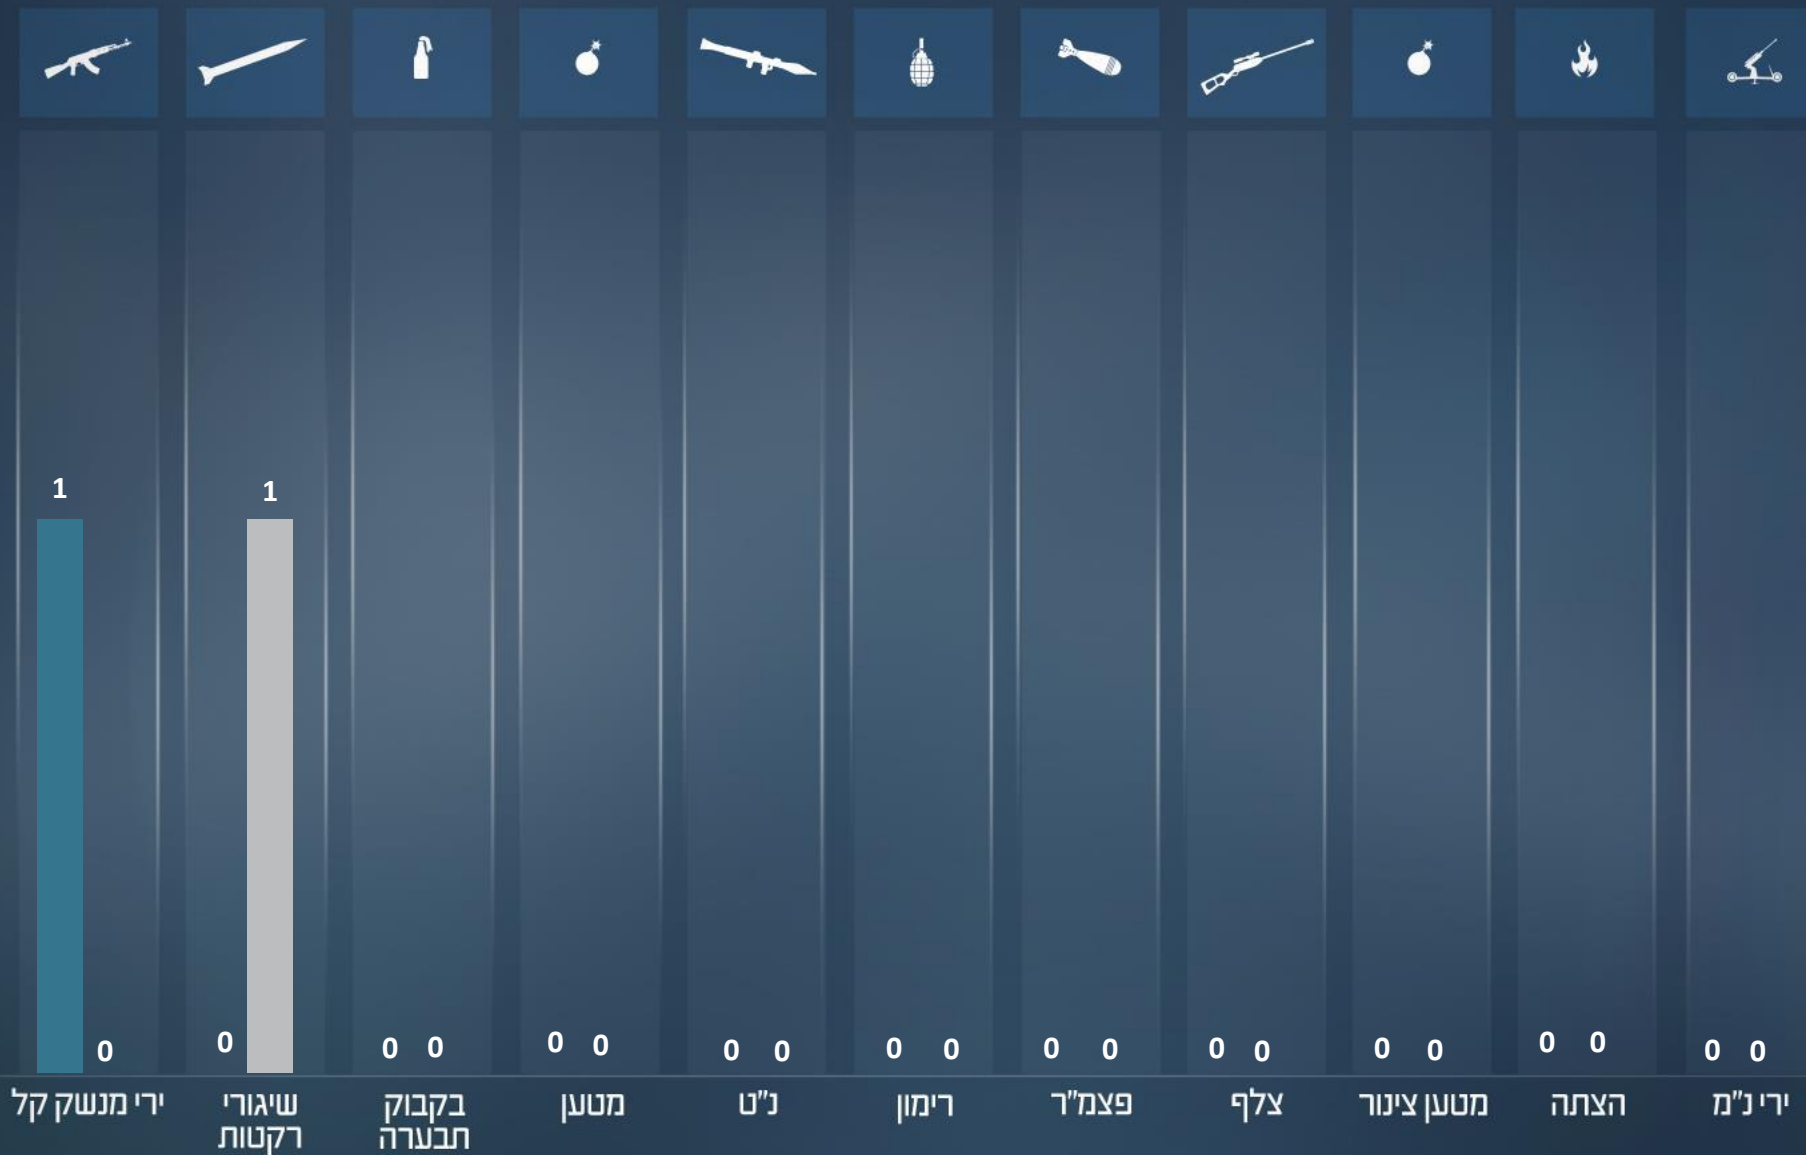 1
1
0
0
0 0
0 0
0 0
0 0
0 0
0 0
0 0
0 0
0 0
ירי מנשק קל
שיגורי
רקטות
בקבוק
תבערה
מטען
נ"ט
רימון
פצמ"ר
צלף
מטען צינור
הצתה
ירי נ"מ